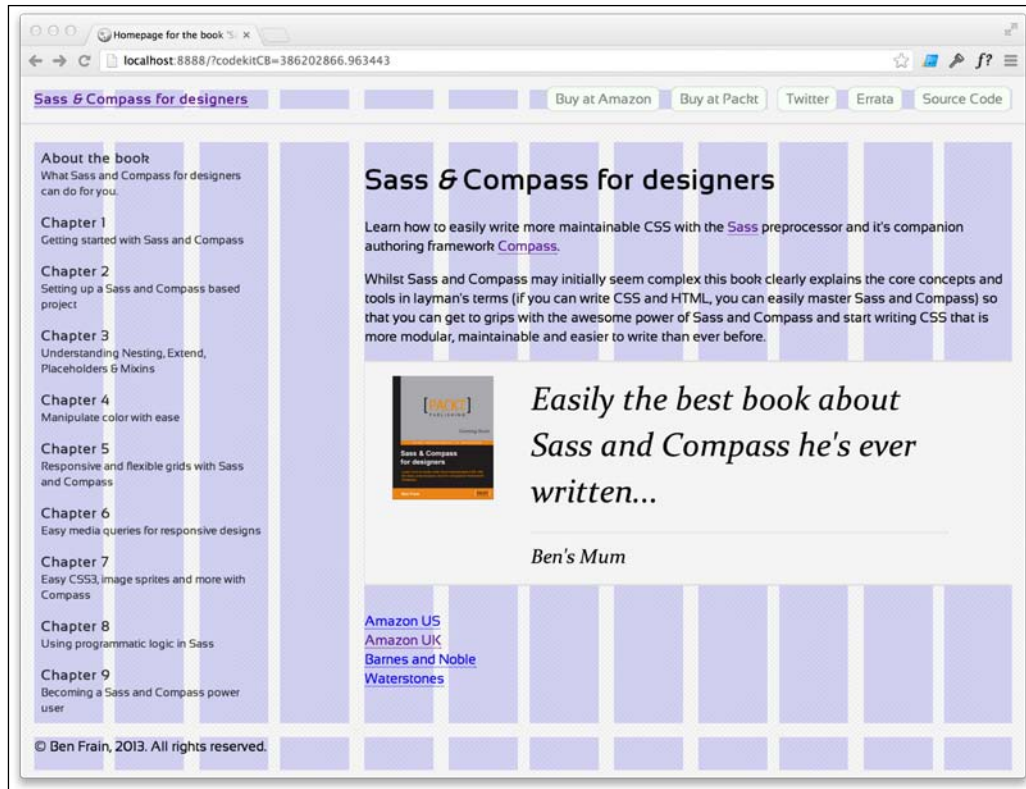 Homepage for the book "S
localhost:8888/?codekitCB=386202866.963443
f?
Sass & Compass for designers
Buy at Amazon
Buy at Packt
Twitter
Errata
Source Code
About the book
What Sass and Compass for designers
can do for you.
Chapter 1
Getting started with Sass and Compass
Chapter 2
Setting up a Sass and Compass based
project
Chapter 3
Understanding Nesting, Extend,
Placeholders & Mixins
Chapter 4
Manipulate color with ease
Chapter 5
Responsive and flexible grids with Sass
and Compass
Chapter 6
Easy media queries for responsive designs
Chapter 7
Easy CSS3, image sprites and more with
Compass
Chapter 8
Using programmatic logic in Sass
Chapter 9
Becoming a Sass and Compass power
user
Sass & Compass for designers
Learn how to easily write more maintainable CSS with the Sass preprocessor and it's companion
authoring framework Compass.
Whilst Sass and Compass may initially seem complex this book clearly explains the core concepts and
tools in layman's terms (if you can write CSS and HTML, you can easily master Sass and Compass) so
that you can get to grips with the awesome power of Sass and Compass and start writing CSS that is
more modular, maintainable and easier to write than ever before.
[PACKT]
PUBLISHING
Sass & Compass
for designers
Ben Frain
Easily the best book about
Sass and Compass he's ever
written...
Ben's Mum
Amazon US
Amazon UK
Barnes and Noble
Waterstones
© Ben Frain, 2013. All rights reserved.